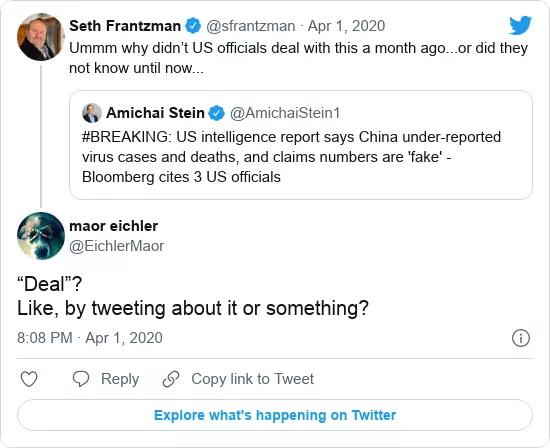 Seth Frantzman @sfrantzman · Apr 1, 2020
Ummm why didn’t US officials deal with this a month ago...or did they
not know until now...
Amichai Stein @AmichaiStein1
#BREAKING: US intelligence report says China under-reported
virus cases and deaths, and claims numbers are 'fake' -
Bloomberg cites 3 US officials
maor eichler
@EichlerMaor
“Deal”?
Like, by tweeting about it or something?
8:08 PM · Apr 1, 2020
Reply Copy link to Tweet
Explore what's happening on Twitter